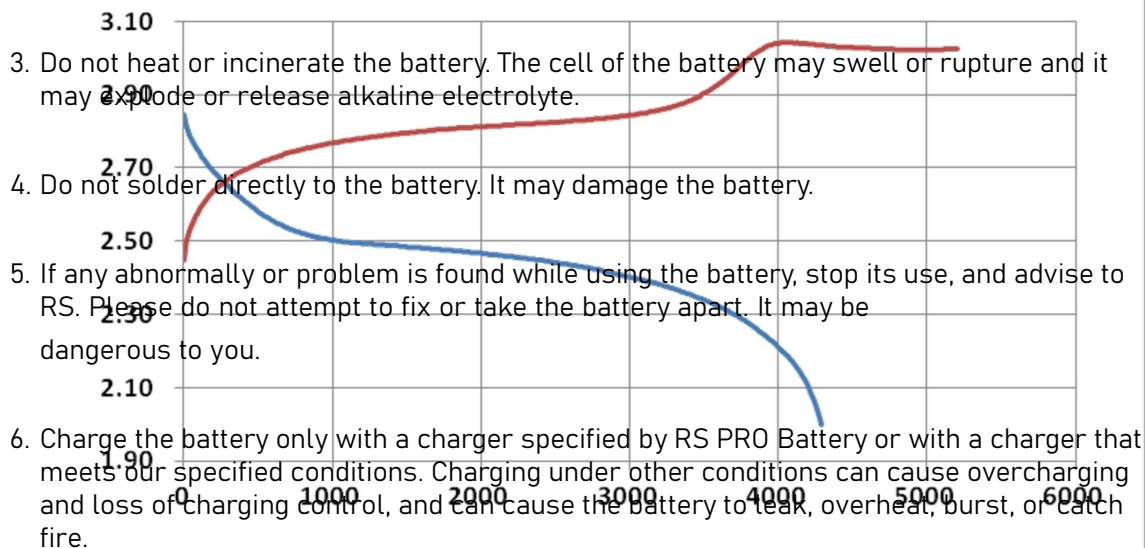 3.10
3. Do not heat or incinerate the battery. The cell of the battery may swell or rupture and it
2.90
may explode or release alkaline electrolyte.
2.70
4. Do not solder directly to the battery. It may damage the battery.
2.50
5. If any abnormally or problem is found while using the battery, stop its use, and advise to
2.30
RS. Please do not attempt to fix or take the battery apart. It may be
dangerous to you.
2.10
6. Charge the battery only with a charger specified by RS PRO Battery or with a charger that
1.90
meets our specified conditions. Charging under other conditions can cause overcharging
0 1000 2000 3000 4000 5000 6000
and loss of charging control, and can cause the battery to leak, overheat, burst, or catch
fire.